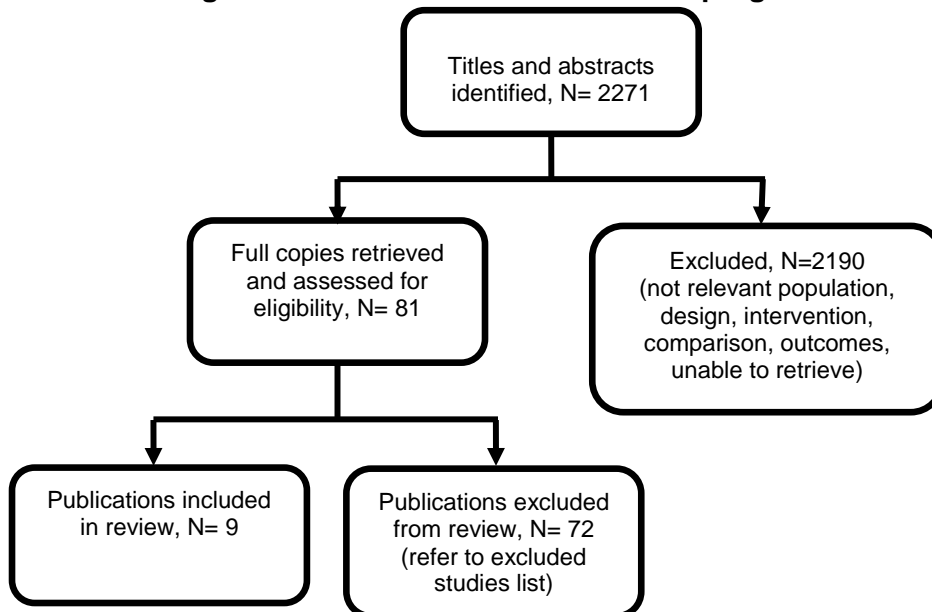 Titles and abstracts
identified, N= 2271
Full copies retrieved
and assessed for
eligibility, N= 81
Excluded, N=2190
(not relevant population,
design, intervention,
comparison, outcomes,
unable to retrieve)
Publications included
in review, N= 9
Publications excluded
from review, N= 72
(refer to excluded
studies list)